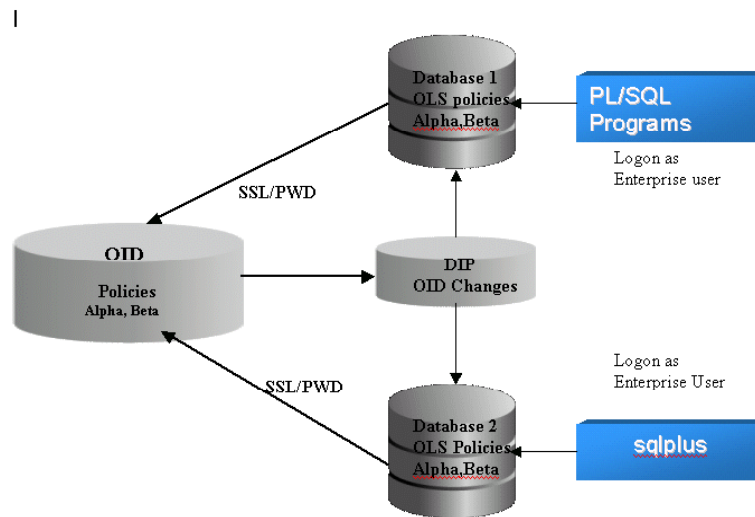 I
Database 1
OLS policies
Alpha,Beta
PL/SQL
Programs
Logon as
Enterprise user
SSL/PWD
OID
Policies
Alpha, Beta
DIP
OID Changes
SSL/PWD
Logon as
Enterprise User
Database 2
OLS Policies
Alpha,Beta
sqlplus